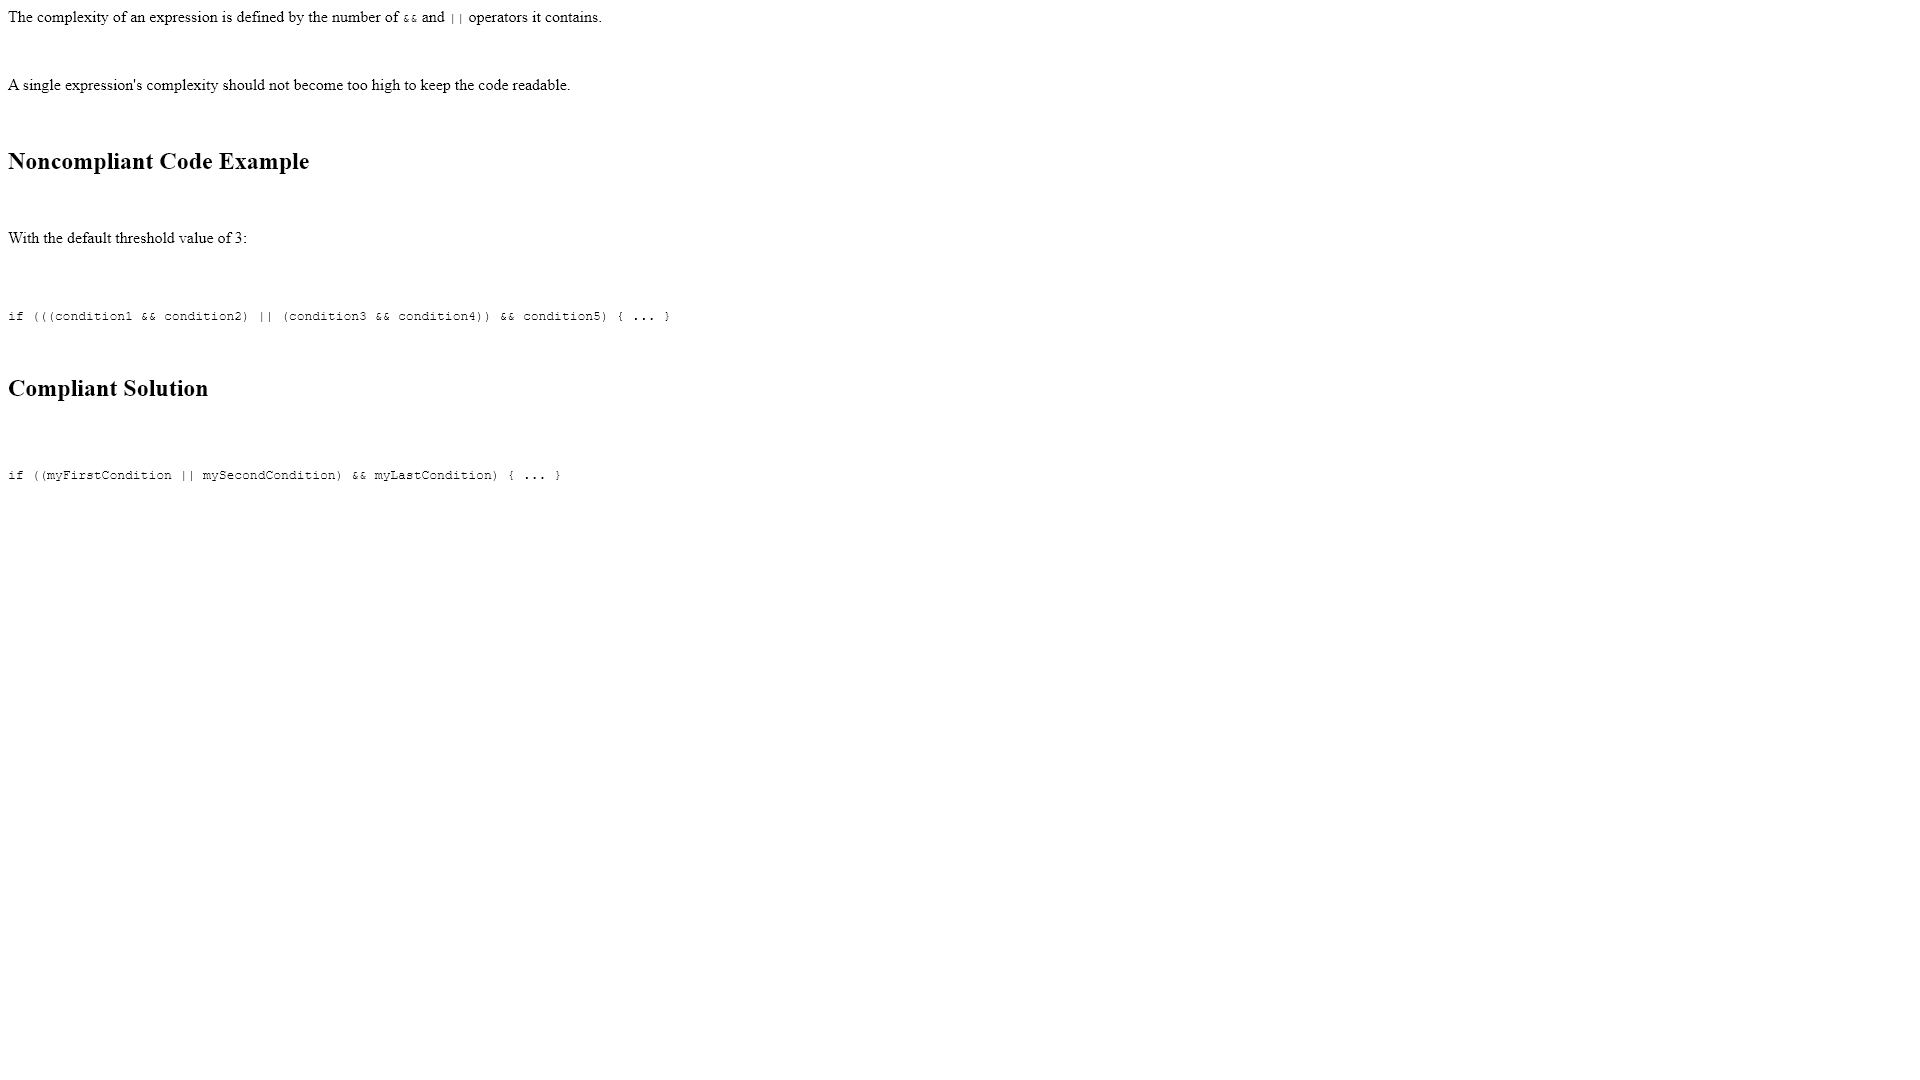 The complexity of an expression is defined by the number of && and || operators it contains.
A single expression's complexity should not become too high to keep the code readable.
Noncompliant Code Example
With the default threshold value of 3:
if (((condition1 && condition2) || (condition3 && condition4)) && condition5) { ... }
Compliant Solution
if ((myFirstCondition || mySecondCondition) && myLastCondition) { ... }